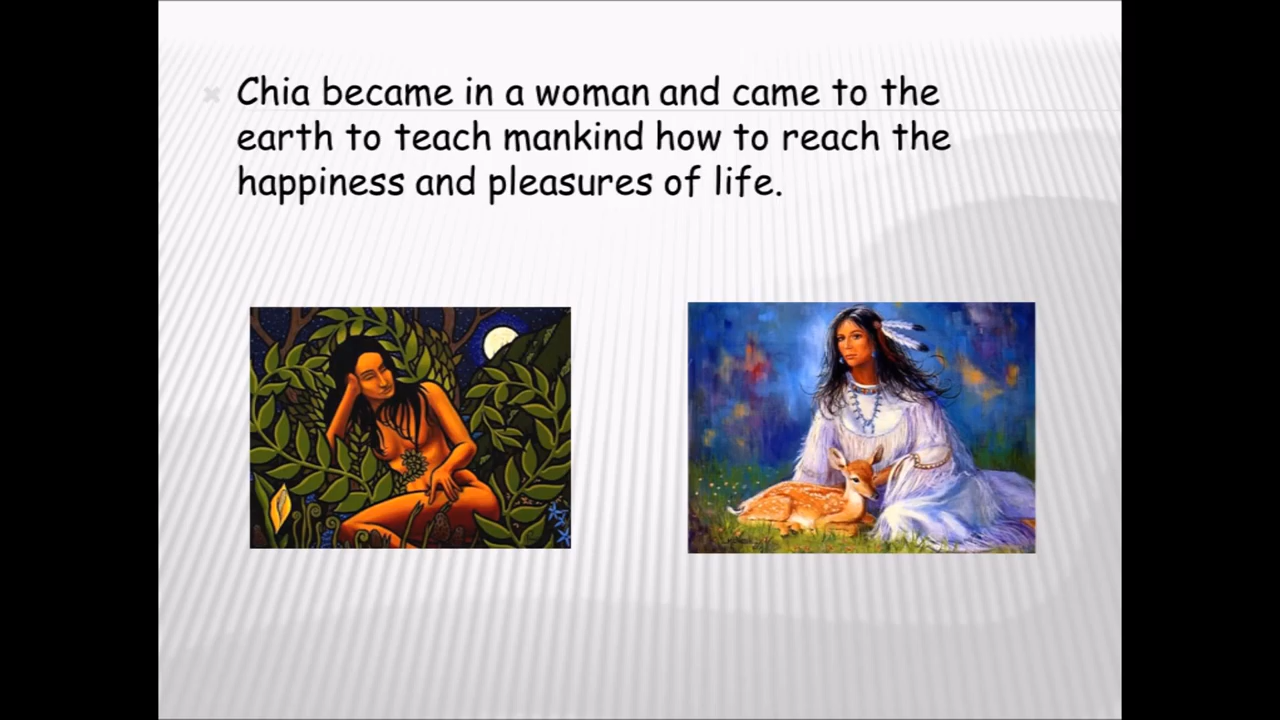 Chia became in a woman and came to the
earth to teach mankind how to reach the
happiness and pleasures of life.